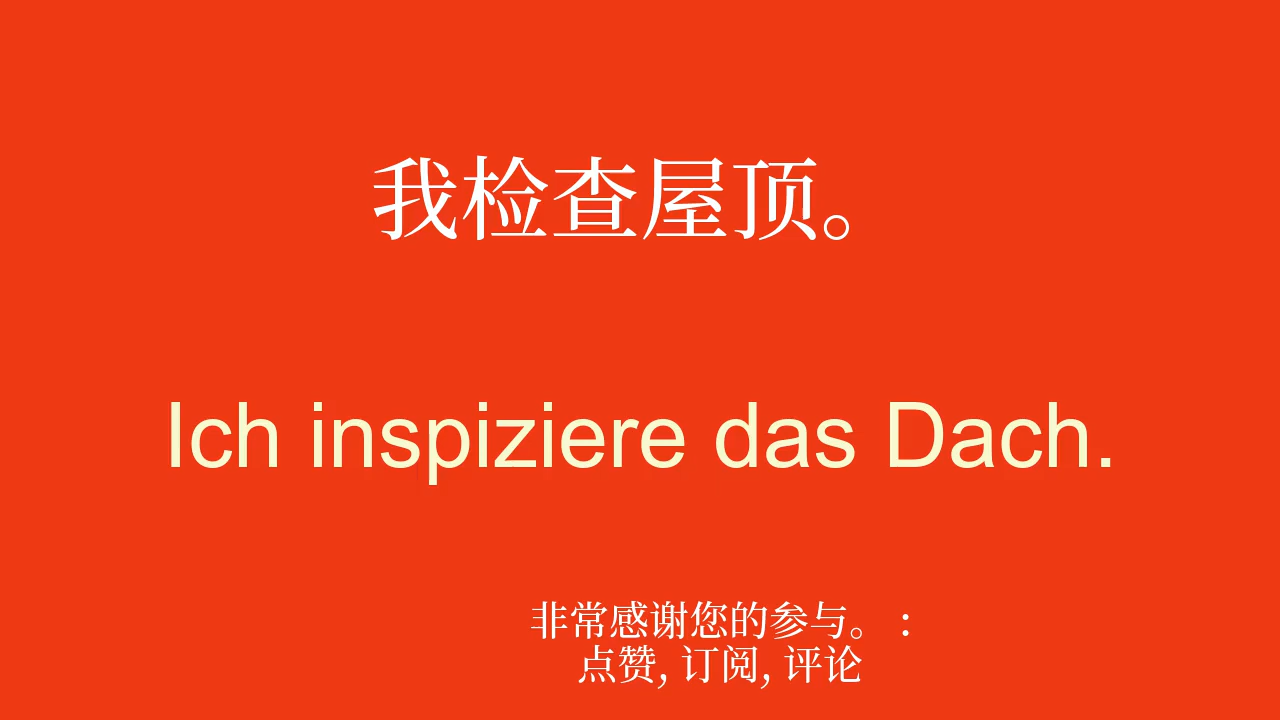 我检查屋顶。
Ich inspiziere das Dach.
非常感谢您的参与。 :
点赞, 订阅, 评论